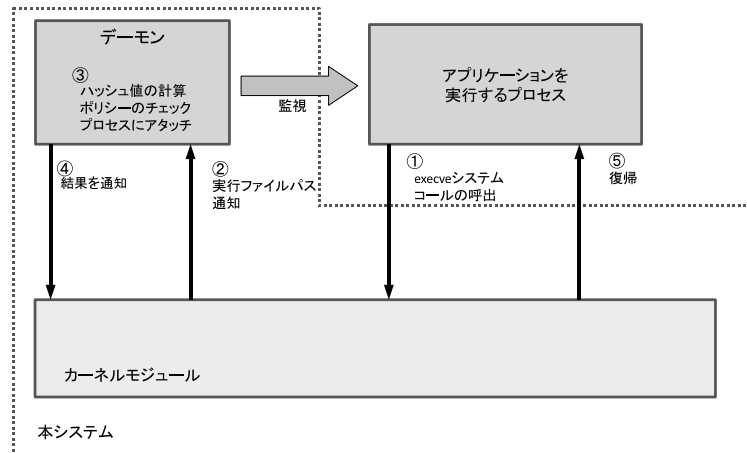 デーモン
③
ハッシュ値の計算
ポリシーのチェック
プロセスにアタッチ
監視
アプリケーションを
実行するプロセス
④
結果を通知
②
実行ファイルパス
通知
①
execveシステム
コールの呼出
⑤
復帰
カーネルモジュール
本システム